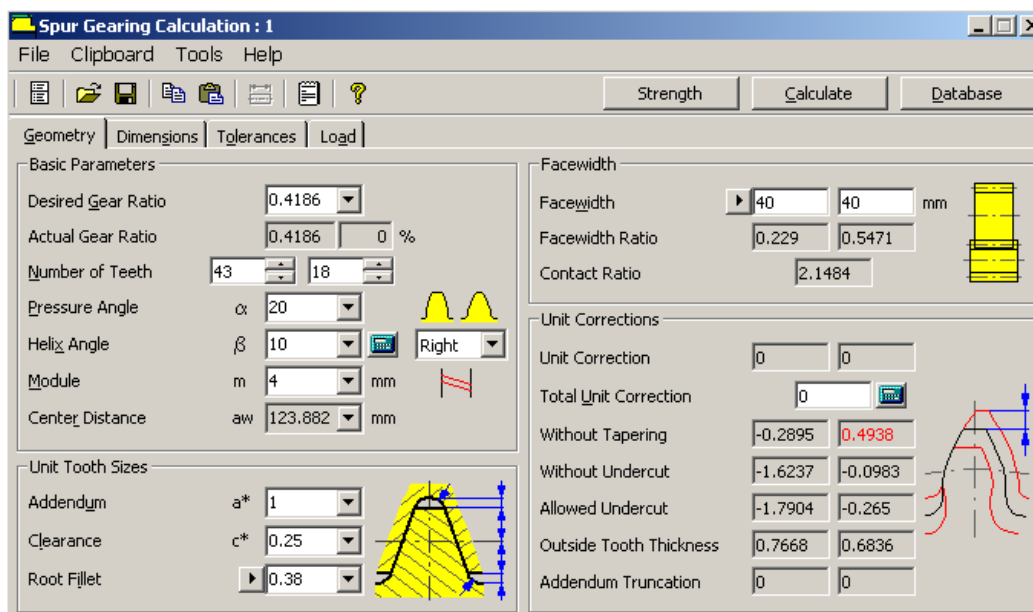 Spur Gearing Calculation : 1
File Clipboard Tools Help
Strength Calculate Database
Geometry Dimensions Tolerances Load
Basic Parameters
Desired Gear Ratio 0.4186
Actual Gear Ratio 0.4186 0 %
Number of Teeth 43 18
Pressure Angle α 20
Helix Angle β 10 Right
Module m 4 mm
Center Distance aw 123.882 mm
Unit Tooth Sizes
Addendum a* 1
Clearance c* 0.25
Root Fillet 0.38
Facewidth
Facewidth 40 40 mm
Facewidth Ratio 0.229 0.5471
Contact Ratio 2.1484
Unit Corrections
Unit Correction 0 0
Total Unit Correction 0
Without Tapering -0.2895 0.4938
Without Undercut -1.6237 -0.0983
Allowed Undercut -1.7904 -0.265
Outside Tooth Thickness 0.7668 0.6836
Addendum Truncation 0 0